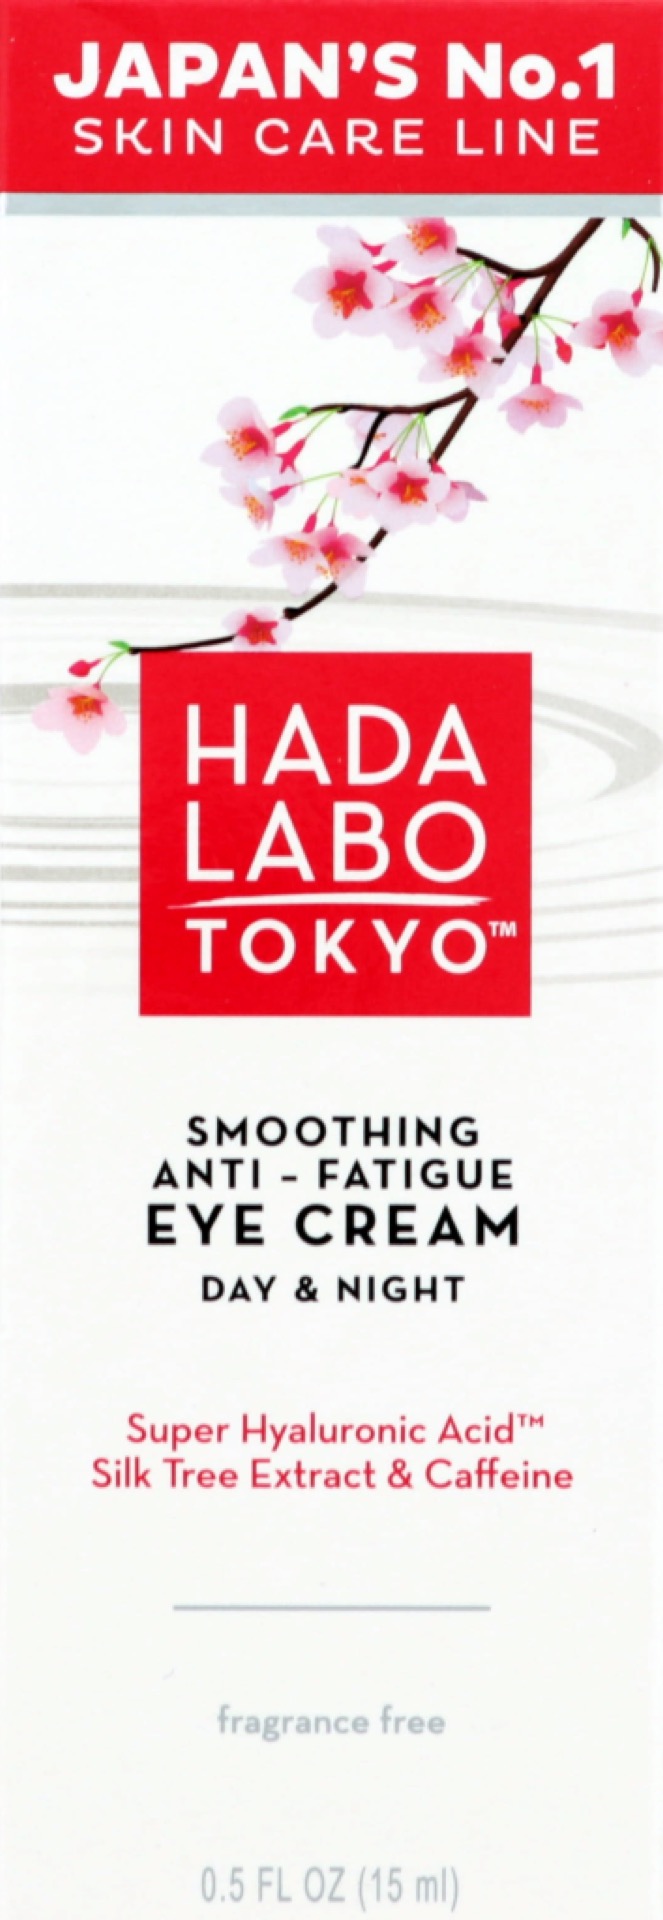 JAPAN'S No.1
SKIN CARE LINE
HADA
LABO
TOKYO™
SMOOTHING
ANTI – FATIGUE
EYE CREAM
DAY & NIGHT
Super Hyaluronic Acid™
Silk Tree Extract & Caffeine
fragrance free
0.5 FL OZ (15 ml)